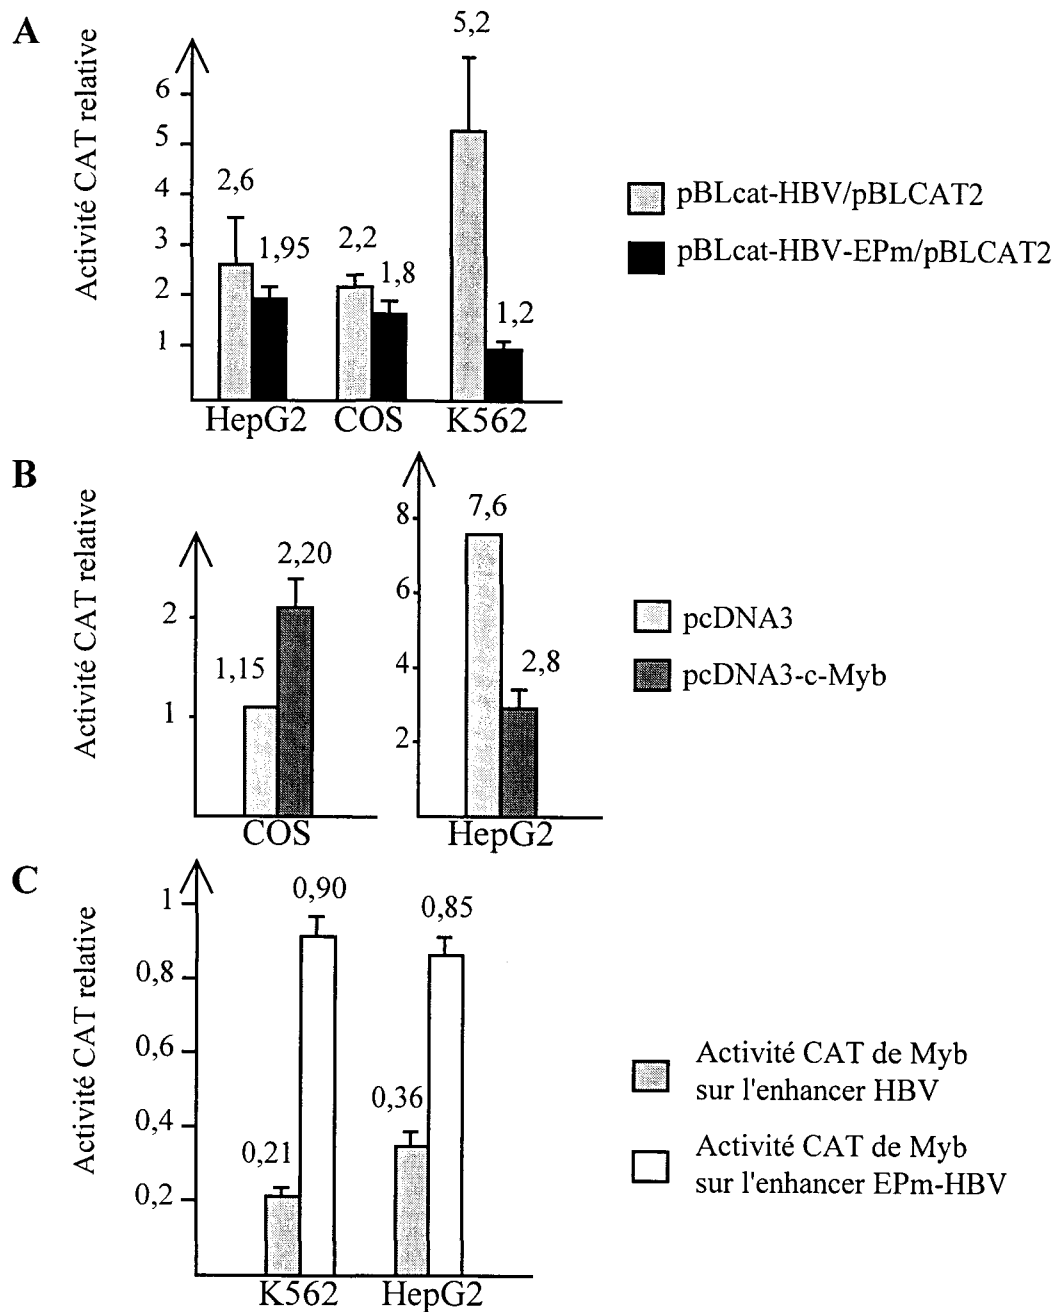 A
Activité CAT relative
6
5
4
3
2
1
2,6
1,95
2,2
1,8
5,2
1,2
HepG2 COS K562
pBLcat-HBV/pBLCAT2
pBLcat-HBV-EPm/pBLCAT2
B
Activité CAT relative
2
1
1,15
2,20
COS
8
6
4
2
7,6
2,8
HepG2
pcDNA3
pcDNA3-c-Myb
C
Activité CAT relative
1
0,8
0,6
0,4
0,2
0,21
0,90
0,36
0,85
K562 HepG2
Activité CAT de Myb
sur l'enhancer HBV
Activité CAT de Myb
sur l'enhancer EPm-HBV